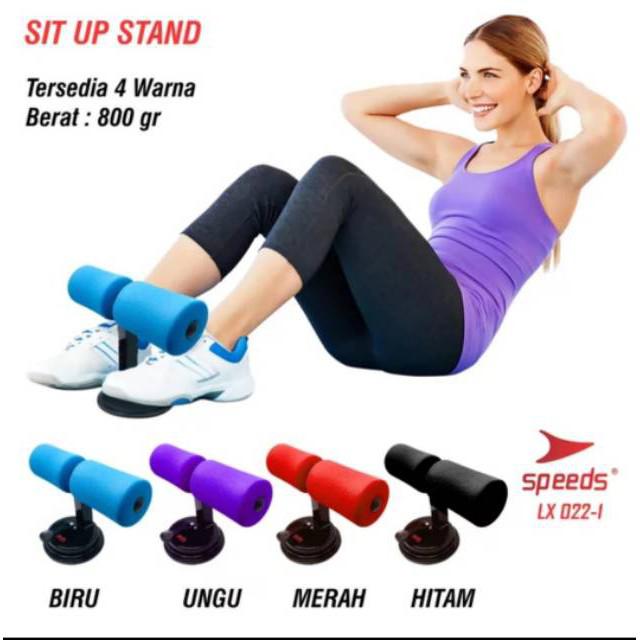 SIT UP STAND
Tersedia 4 Warna
Berat : 800 gr
speeds®
LX 022-1
BIRU
UNGU
MERAH
HITAM